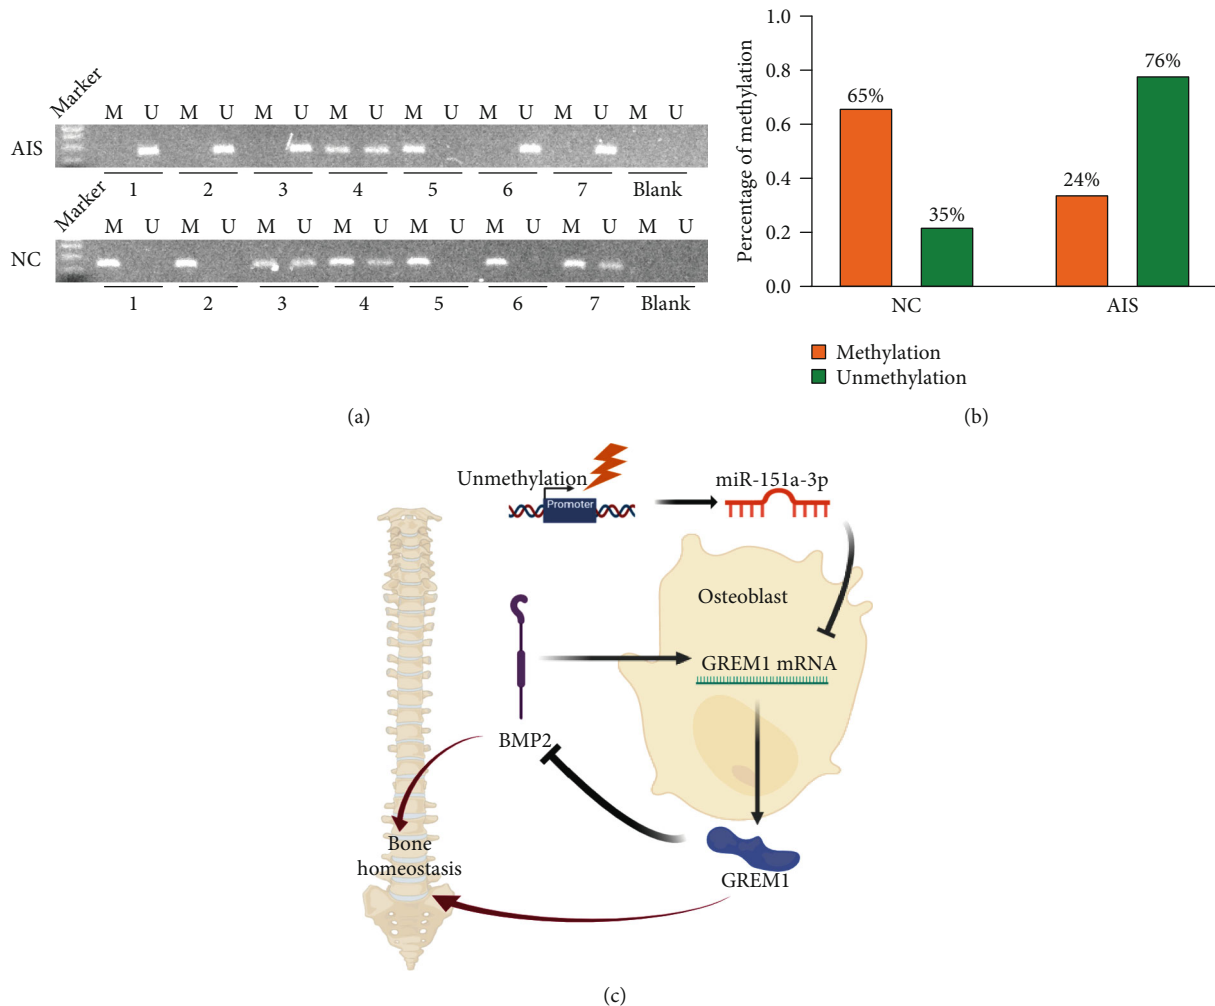 Marker
M U M U M U M U M U M U M U M U
AIS
1 2 3 4 5 6 7 Blank
Marker
M U M U M U M U M U M U M U M U
NC
1 2 3 4 5 6 7 Blank
(a)
Percentage of methylation
1.0
0.8
0.6
0.4
0.2
0.0
65%
35%
24%
76%
NC
AIS
Methylation
Unmethylation
(b)
Unmethylation
Promoter
miR-151a-3p
Osteoblast
GREM1 mRNA
BMP2
Bone
homeostasis
GREM1
(c)